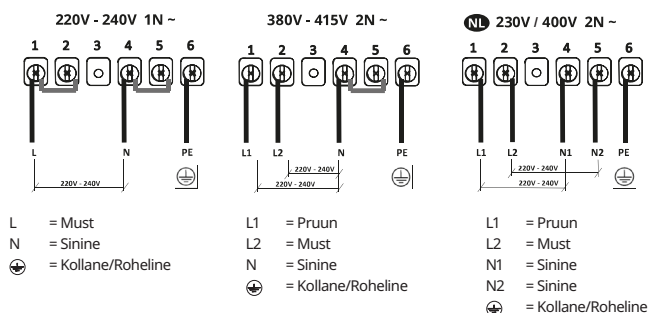 220V - 240V 1N ~
1 2 3 4 5 6
L N PE
220V - 240V
L = Must
N = Sinine
= Kollane/Roheline
380V - 415V 2N ~
1 2 3 4 5 6
L1 L2 N PE
220V - 240V
220V - 240V
L1 = Pruun
L2 = Must
N = Sinine
= Kollane/Roheline
NL 230V / 400V 2N ~
1 2 3 4 5 6
L1 L2 N1 N2 PE
220V - 240V
220V - 240V
L1 = Pruun
L2 = Must
N1 = Sinine
N2 = Sinine
= Kollane/Roheline